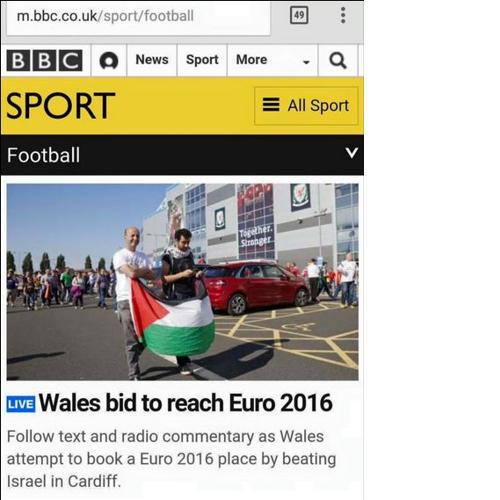 m.bbc.co.uk/sport/football
49
BBC
News
Sport
More
SPORT
All Sport
Football
Together.
Stronger
LIVE Wales bid to reach Euro 2016
Follow text and radio commentary as Wales
attempt to book a Euro 2016 place by beating
Israel in Cardiff.